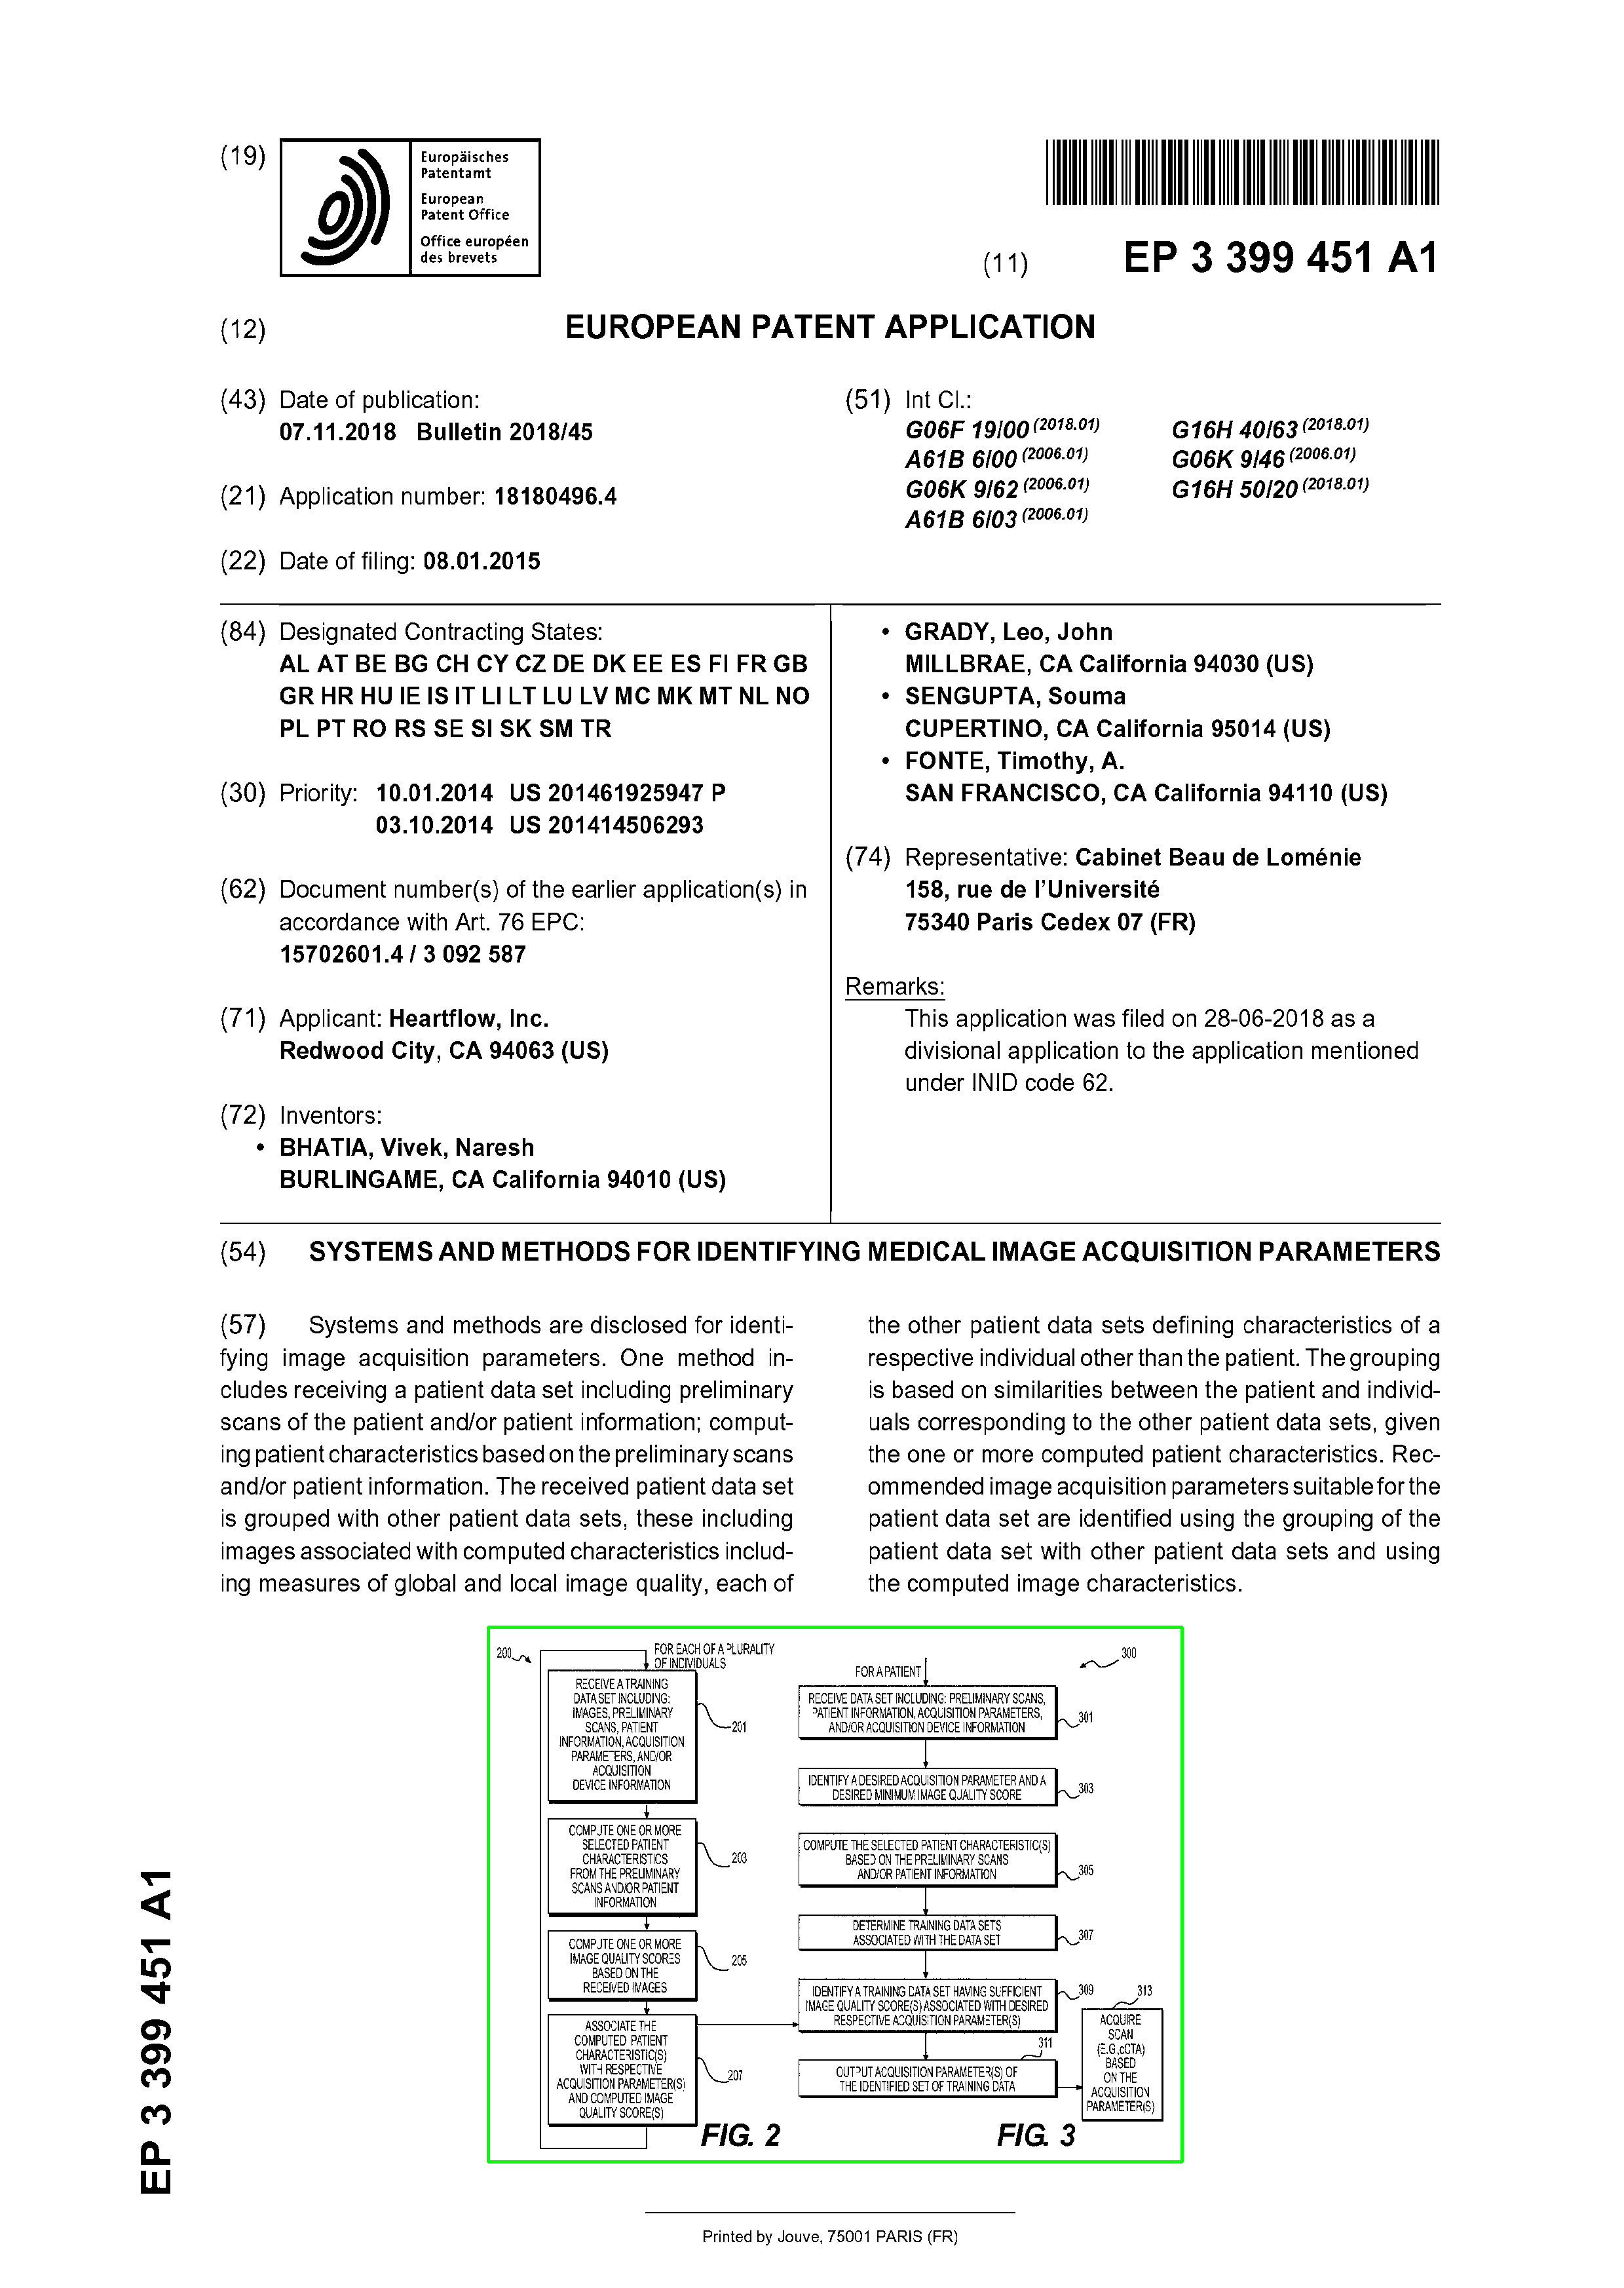 (19)
Europäisches
Patentamt
European
Patent Office
Office européen
des brevets
(11) EP 3 399 451 A1
(12) EUROPEAN PATENT APPLICATION
(43) Date of publication:
07.11.2018 Bulletin 2018/45
(21) Application number: 18180496.4
(22) Date of filing: 08.01.2015
(51) Int Cl.:
G06F 19/00 (2018.01) G16H 40/63 (2018.01)
A61B 6/00 (2006.01) G06K 9/46 (2006.01)
G06K 9/62 (2006.01) G16H 50/20 (2018.01)
A61B 6/03 (2006.01)
(84) Designated Contracting States:
AL AT BE BG CH CY CZ DE DK EE ES FI FR GB
GR HR HU IE IS IT LI LT LU LV MC MK MT NL NO
PL PT RO RS SE SI SK SM TR
(30) Priority: 10.01.2014 US 201461925947 P
03.10.2014 US 201414506293
(62) Document number(s) of the earlier application(s) in
accordance with Art. 76 EPC:
15702601.4 / 3 092 587
(71) Applicant: Heartflow, Inc.
Redwood City, CA 94063 (US)
(72) Inventors:
• BHATIA, Vivek, Naresh
BURLINGAME, CA California 94010 (US)
• GRADY, Leo, John
MILLBRAE, CA California 94030 (US)
• SENGUPTA, Souma
CUPERTINO, CA California 95014 (US)
• FONTE, Timothy, A.
SAN FRANCISCO, CA California 94110 (US)
(74) Representative: Cabinet Beau de Loménie
158, rue de l'Université
75340 Paris Cedex 07 (FR)
Remarks:
This application was filed on 28-06-2018 as a
divisional application to the application mentioned
under INID code 62.
(54) SYSTEMS AND METHODS FOR IDENTIFYING MEDICAL IMAGE ACQUISITION PARAMETERS
(57) Systems and methods are disclosed for identi-
fying image acquisition parameters. One method in-
cludes receiving a patient data set including preliminary
scans of the patient and/or patient information; comput-
ing patient characteristics based on the preliminary scans
and/or patient information. The received patient data set
is grouped with other patient data sets, these including
images associated with computed characteristics includ-
ing measures of global and local image quality, each of
the other patient data sets defining characteristics of a
respective individual other than the patient. The grouping
is based on similarities between the patient and individ-
uals corresponding to the other patient data sets, given
the one or more computed patient characteristics. Rec-
ommended image acquisition parameters suitable for the
patient data set are identified using the grouping of the
patient data set with other patient data sets and using
the computed image characteristics.
200
FOR EACH OF A PLURALITY
OF INDIVIDUALS
RECEIVE A TRAINING
DATA SET INCLUDING:
IMAGES, PRELIMINARY
SCANS, PATIENT
INFORMATION, ACQUISITION
PARAMETERS, AND/OR
ACQUISITION
DEVICE INFORMATION
201
COMPUTE ONE OR MORE
SELECTED PATIENT
CHARACTERISTICS
FROM THE PRELIMINARY
SCANS AND/OR PATIENT
INFORMATION
203
COMPUTE ONE OR MORE
IMAGE QUALITY SCORES
BASED ON THE
RECEIVED IMAGES
205
ASSOCIATE THE
COMPUTED PATIENT
CHARACTERISTIC(S)
WITH RESPECTIVE
ACQUISITION PARAMETER(S)
AND COMPUTED IMAGE
QUALITY SCORE(S)
207
FIG. 2
300
FOR A PATIENT
RECEIVE DATA SET INCLUDING: PRELIMINARY SCANS,
PATIENT INFORMATION, ACQUISITION PARAMETERS,
AND/OR ACQUISITION DEVICE INFORMATION
301
IDENTIFY A DESIRED ACQUISITION PARAMETER AND A
DESIRED MINIMUM IMAGE QUALITY SCORE
303
COMPUTE THE SELECTED PATIENT CHARACTERISTIC(S)
BASED ON THE PRELIMINARY SCANS
AND/OR PATIENT INFORMATION
305
DETERMINE TRAINING DATA SETS
ASSOCIATED WITH THE DATA SET
307
IDENTIFY A TRAINING DATA SET HAVING SUFFICIENT
IMAGE QUALITY SCORE(S) ASSOCIATED WITH DESIRED
RESPECTIVE ACQUISITION PARAMETER(S)
309
311
OUTPUT ACQUISITION PARAMETER(S) OF
THE IDENTIFIED SET OF TRAINING DATA
313
ACQUIRE
SCAN
(E.G., cCTA)
BASED
ON THE
ACQUISITION
PARAMETER(S)
FIG. 3
EP 3 399 451 A1
Printed by Jouve, 75001 PARIS (FR)